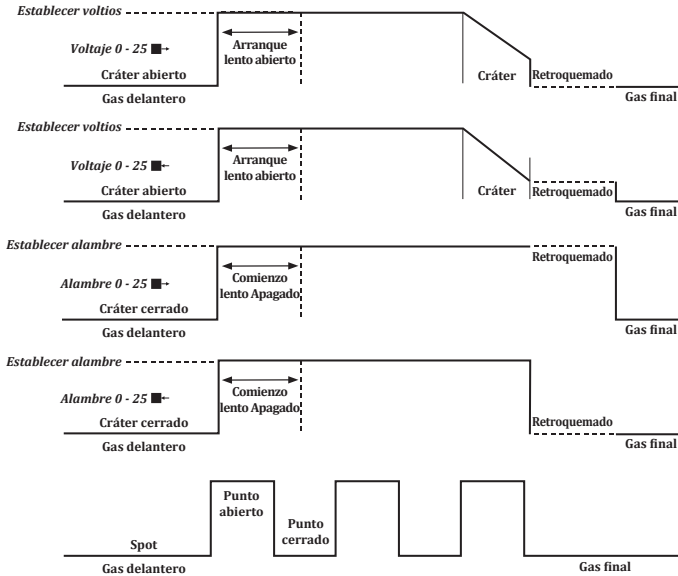 Establecer voltios
Voltaje 0 - 25
Arranque
lento abierto
Cráter abierto
Cráter
Retroquemado
Gas delantero
Gas final
Establecer voltios
Voltaje 0 - 25
Arranque
lento abierto
Cráter abierto
Cráter
Retroquemado
Gas delantero
Gas final
Establecer alambre
Retroquemado
Alambre 0 - 25
Comienzo
lento Apagado
Cráter cerrado
Gas delantero
Gas final
Establecer alambre
Alambre 0 - 25
Comienzo
lento Apagado
Cráter cerrado
Retroquemado
Gas delantero
Gas final
Punto
abierto
Punto
cerrado
Spot
Gas delantero
Gas final